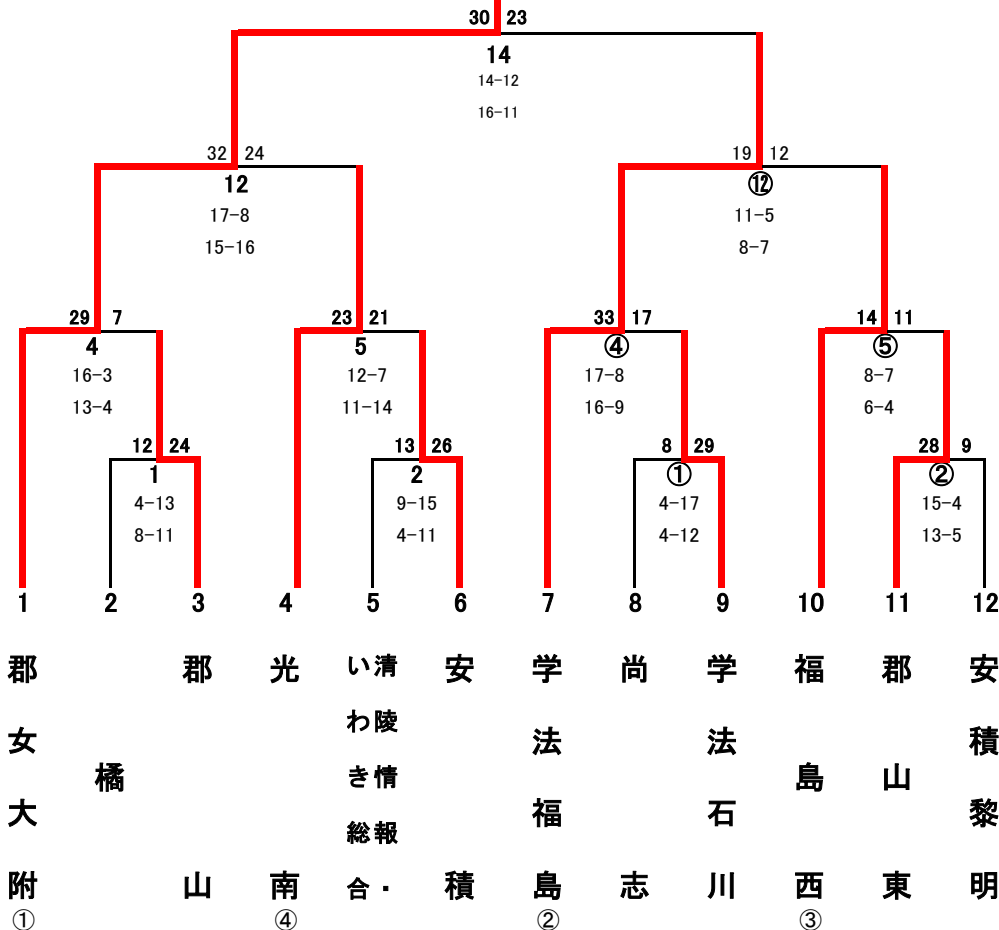 30 23
14
14-12
16-11
32 24
19 12
12
⑫
17-8
11-5
15-16
8-7
29 7
23 21
33 17
14 11
4
5
④
⑤
16-3
12-7
17-8
8-7
13-4
11-14
16-9
6-4
12 24
13 26
8 29
28 9
1
2
①
②
4-13
9-15
4-17
15-4
8-11
4-11
4-12
13-5
1 2 3 4 5 6 7 8 9 10 11 12
郡女大附
橘
郡山
光南
清陵情報・
いわき総合
安積
学法福島
尚志
学法石川
福島西
郡山東
安積黎明
① ④ ② ③